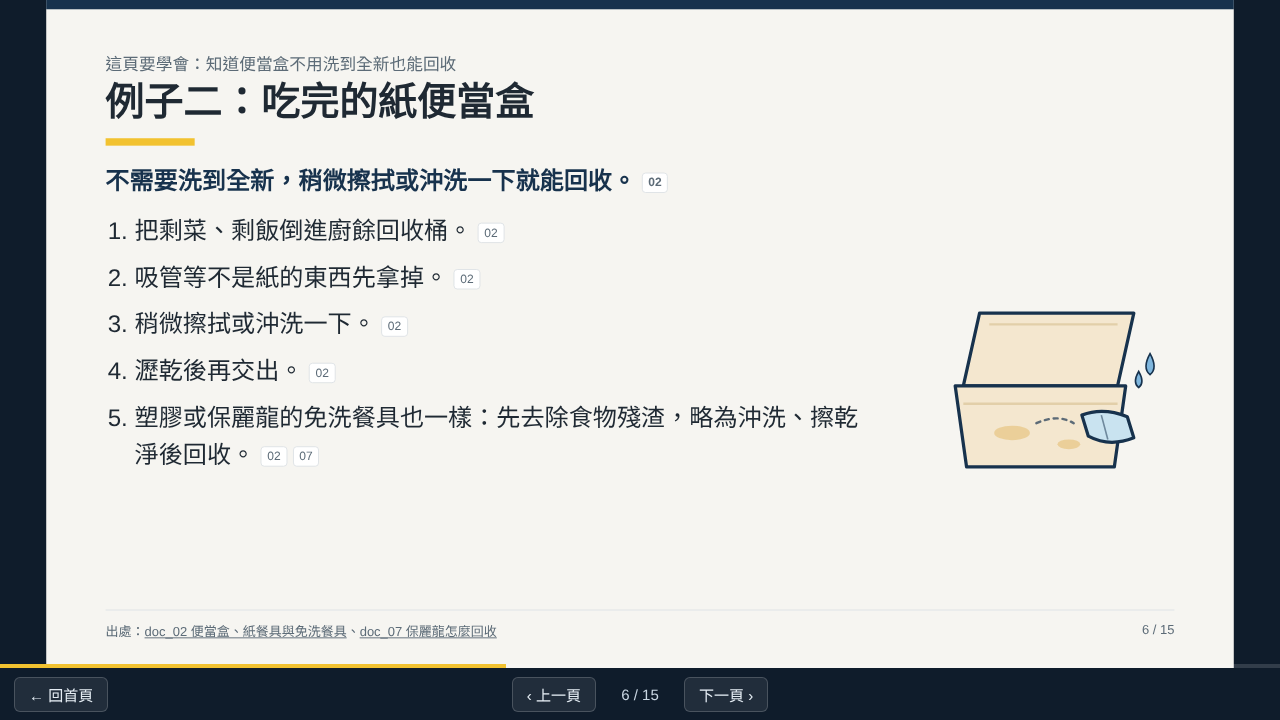 這頁要學會：知道便當盒不用洗到全新也能回收
例子二：吃完的紙便當盒
不需要洗到全新，稍微擦拭或沖洗一下就能回收。 02
1. 把剩菜、剩飯倒進廚餘回收桶。 02
2. 吸管等不是紙的東西先拿掉。 02
3. 稍微擦拭或沖洗一下。 02
4. 瀝乾後再交出。 02
5. 塑膠或保麗龍的免洗餐具也一樣：先去除食物殘渣，略為沖洗、擦乾
淨後回收。 02 07
出處：doc_02 便當盒、紙餐具與免洗餐具、doc_07 保麗龍怎麼回收
6 / 15
← 回首頁
‹ 上一頁
6 / 15
下一頁 ›